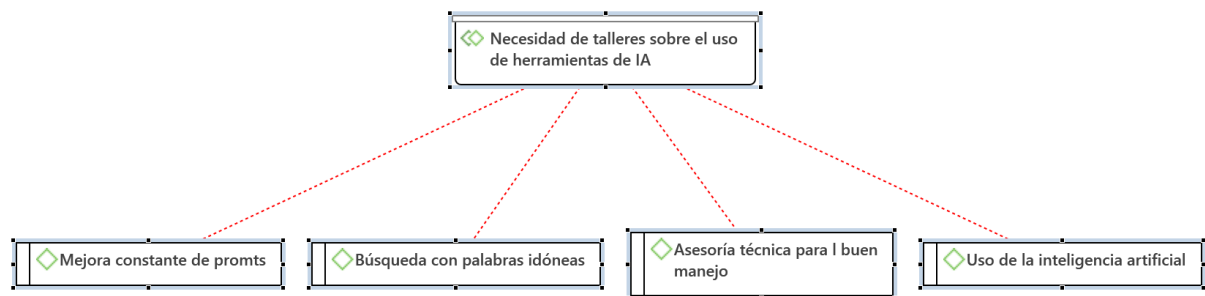 Necesidad de talleres sobre el uso
de herramientas de IA
Mejora constante de promts
Búsqueda con palabras idóneas
Asesoría técnica para l buen
manejo
Uso de la inteligencia artificial